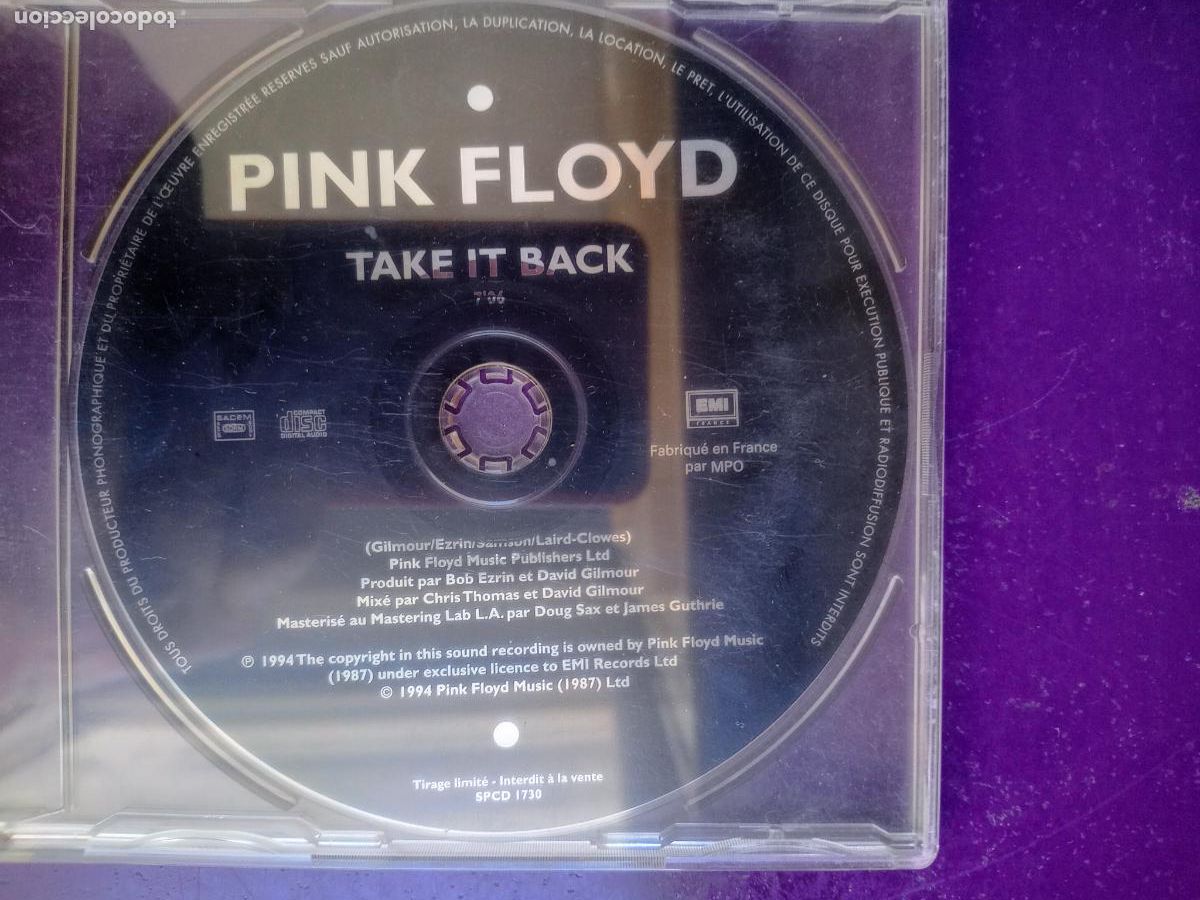 todocoleccion
TOUS DROITS DU PRODUCTEUR PHONOGRAPHIQUE ET DU PROPRIÉTAIRE DE L'ŒUVRE ENREGISTRÉE RESERVES SAUF AUTORISATION, LA DUPLICATION, LA LOCATION, LE PRET, L'UTILISATION DE CE DISQUE POUR EXECUTION PUBLIQUE ET RADIODIFFUSION SONT INTERDITS
PINK FLOYD
TAKE IT BACK
7'06
SACEM
COMPACT
disc
DIGITAL AUDIO
EMI
FRANCE
Fabriqué en France
par MPO
(Gilmour/Ezrin/Samson/Laird-Clowes)
Pink Floyd Music Publishers Ltd
Produit par Bob Ezrin et David Gilmour
Mixé par Chris Thomas et David Gilmour
Masterisé au Mastering Lab L.A. par Doug Sax et James Guthrie
℗ 1994 The copyright in this sound recording is owned by Pink Floyd Music
(1987) under exclusive licence to EMI Records Ltd
© 1994 Pink Floyd Music (1987) Ltd
Tirage limité - Interdit à la vente
SPCD 1730